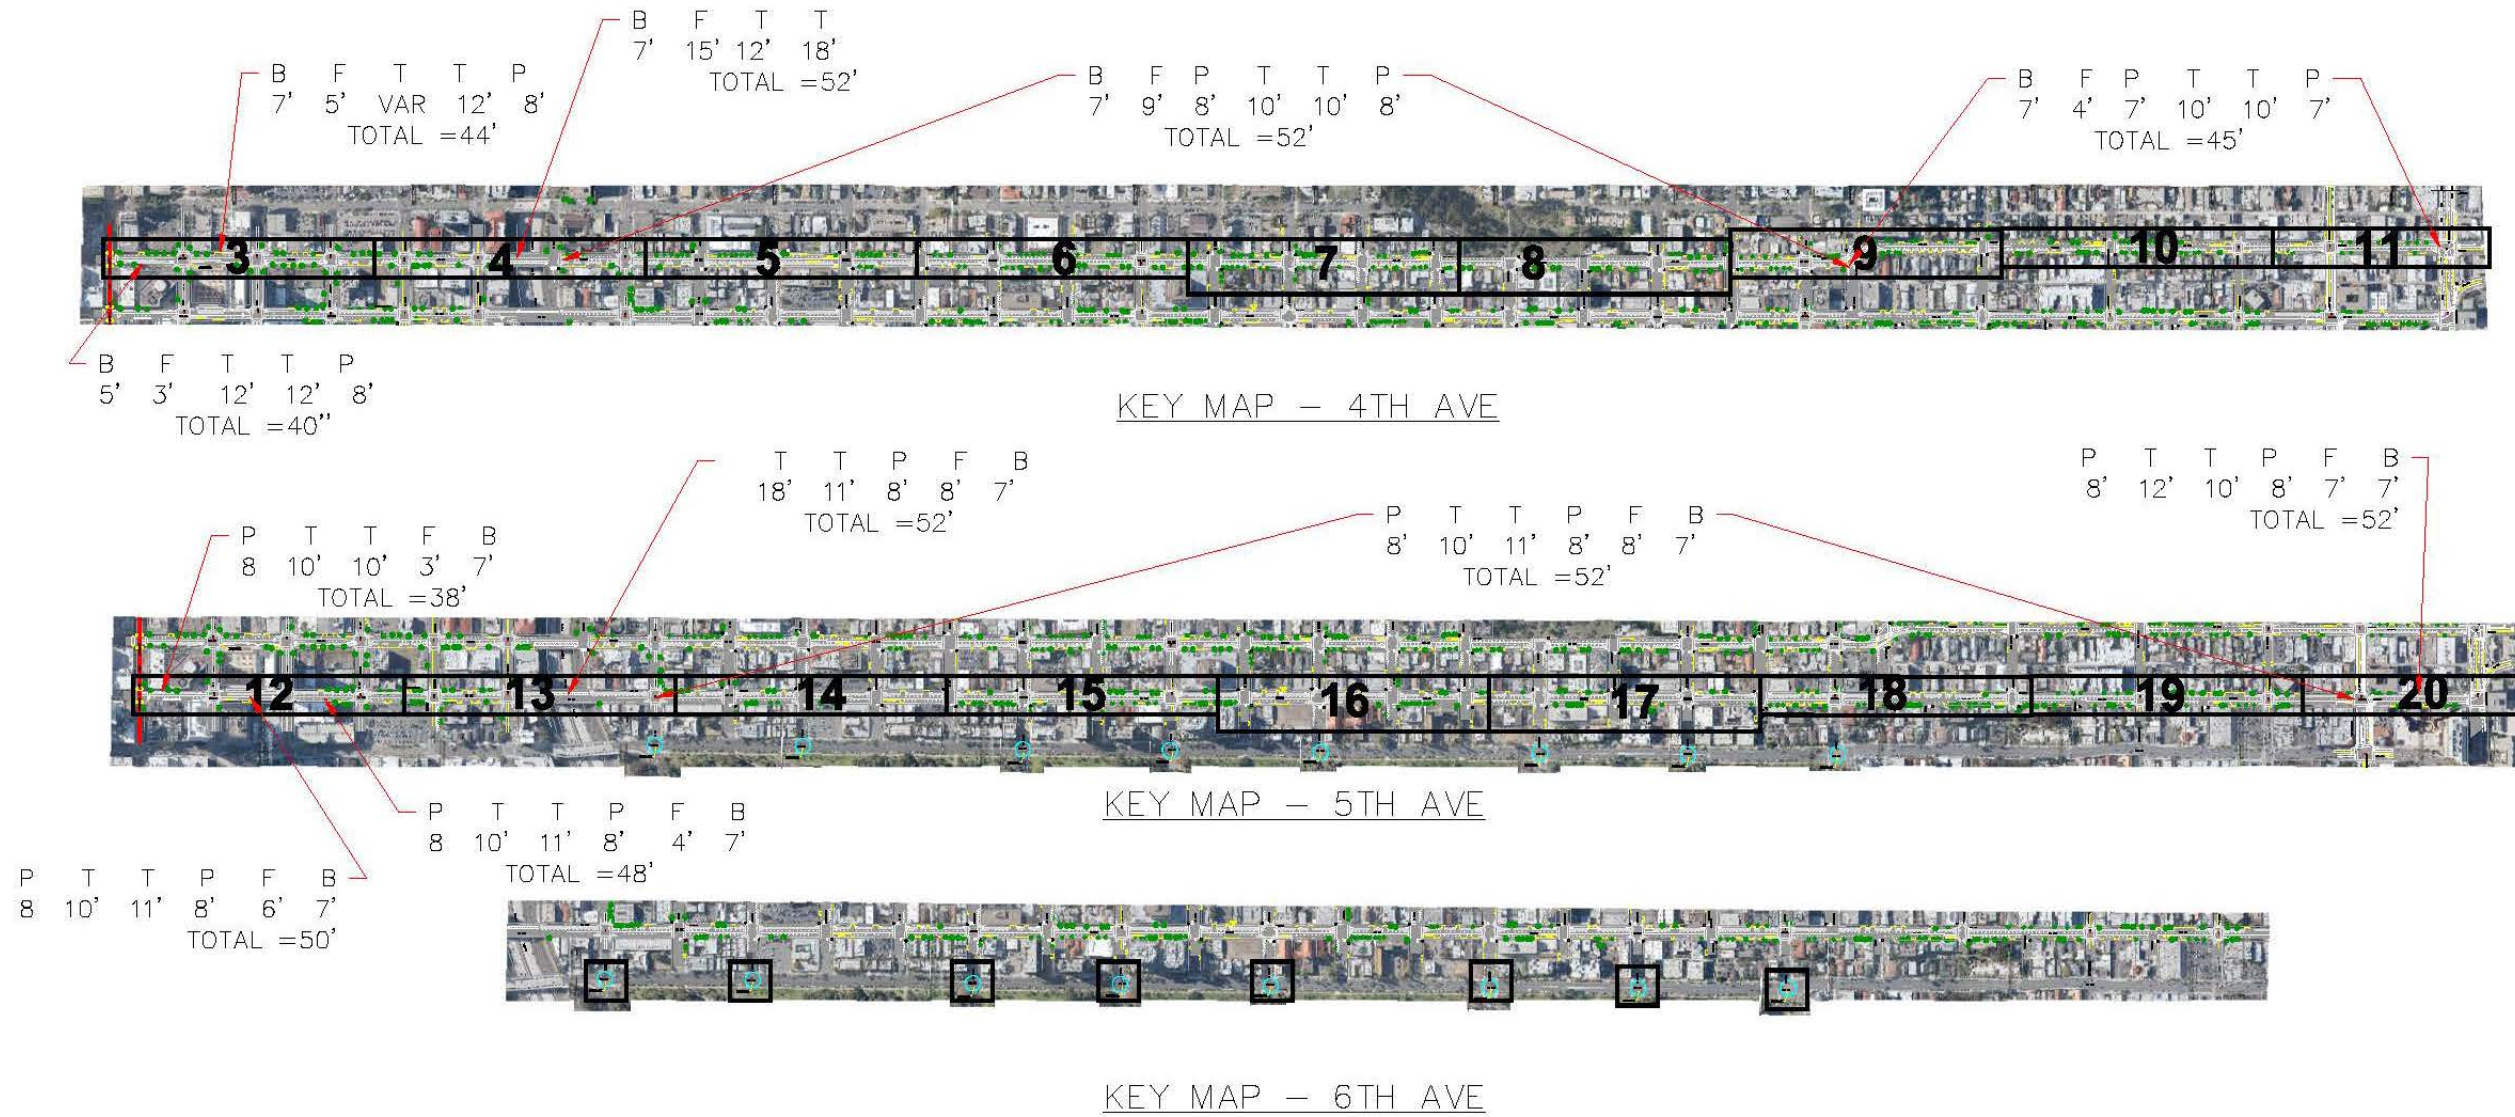 B F T T
7' 15' 12' 18'
TOTAL =52'
B F T T P
7' 5' VAR 12' 8'
TOTAL =44'
B F P T T P
7' 9' 8' 10' 10' 8'
TOTAL =52'
B F P T T P
7' 4' 7' 10' 10' 7'
TOTAL =45'
3 4 5 6 7 8 9 10 11
B F T T P
5' 3' 12' 12' 8'
TOTAL =40"
KEY MAP – 4TH AVE
T T P F B
18' 11' 8' 8' 7'
TOTAL =52'
P T T P F B
8' 12' 10' 8' 7' 7'
TOTAL =52'
P T T P F B
8' 10' 11' 8' 8' 7'
TOTAL =52'
P T T F B
8 10' 10' 3' 7'
TOTAL =38'
12 13 14 15 16 17 18 19 20
KEY MAP – 5TH AVE
P T T P F B
8 10' 11' 8' 4' 7'
TOTAL =48'
P T T P F B
8 10' 11' 8' 6' 7'
TOTAL =50'
KEY MAP – 6TH AVE